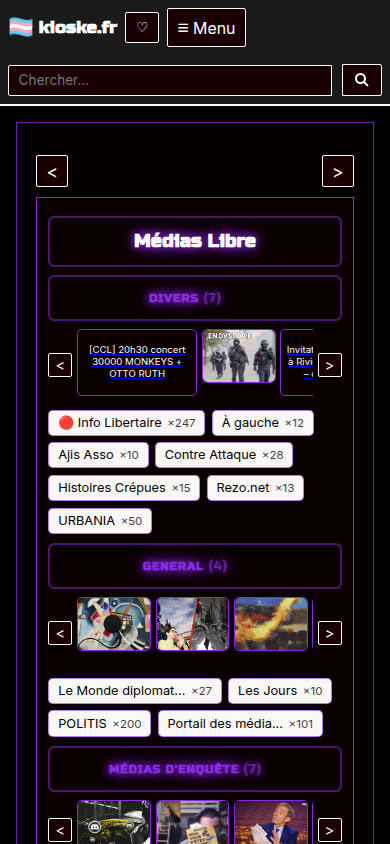 kioske.fr ♡ ≡ Menu
Chercher...
< >
Médias Libre
DIVERS (7)
[CCL] 20h30 concert
30000 MONKEYS +
OTTO RUTH
Invitat
à Rivi
– c
< >
🔴 Info Libertaire ×247
À gauche ×12
Ajis Asso ×10
Contre Attaque ×28
Histoires Crépues ×15
Rezo.net ×13
URBANIA ×50
GENERAL (4)
< >
Le Monde diplomat... ×27
Les Jours ×10
POLITIS ×200
Portail des média... ×101
MÉDIAS D'ENQUÊTE (7)
< >